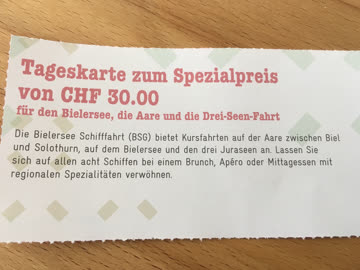 Tageskarte zum Spezialpreis
von CHF 30.00
für den Bielersee, die Aare und die Drei-Seen-Fahrt
Die Bielersee Schifffahrt (BSG) bietet Kursfahrten auf der Aare zwischen Biel
und Solothurn, auf dem Bielersee und den drei Juraseen an. Lassen Sie
sich auf allen acht Schiffen bei einem Brunch, Apéro oder Mittagessen mit
regionalen Spezialitäten verwöhnen.